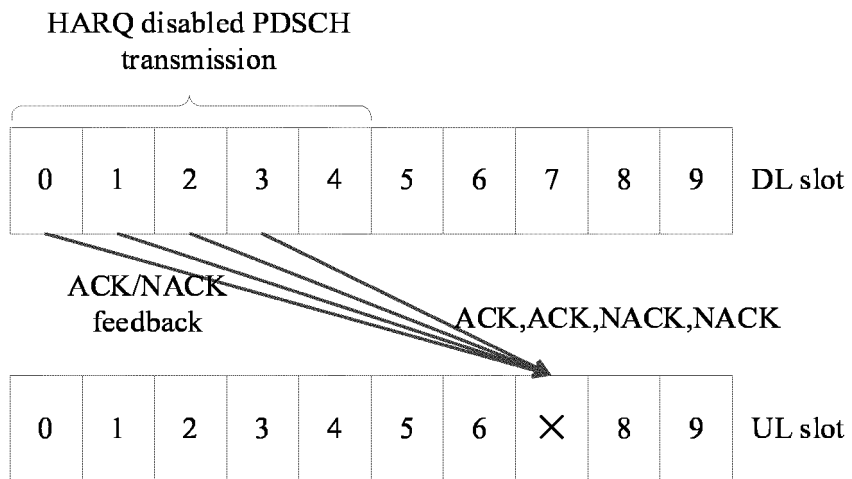 HARQ disabled PDSCH
transmission
0 1 2 3 4 5 6 7 8 9 DL slot
ACK/NACK
feedback
ACK,ACK,NACK,NACK
0 1 2 3 4 5 6 × 8 9 UL slot